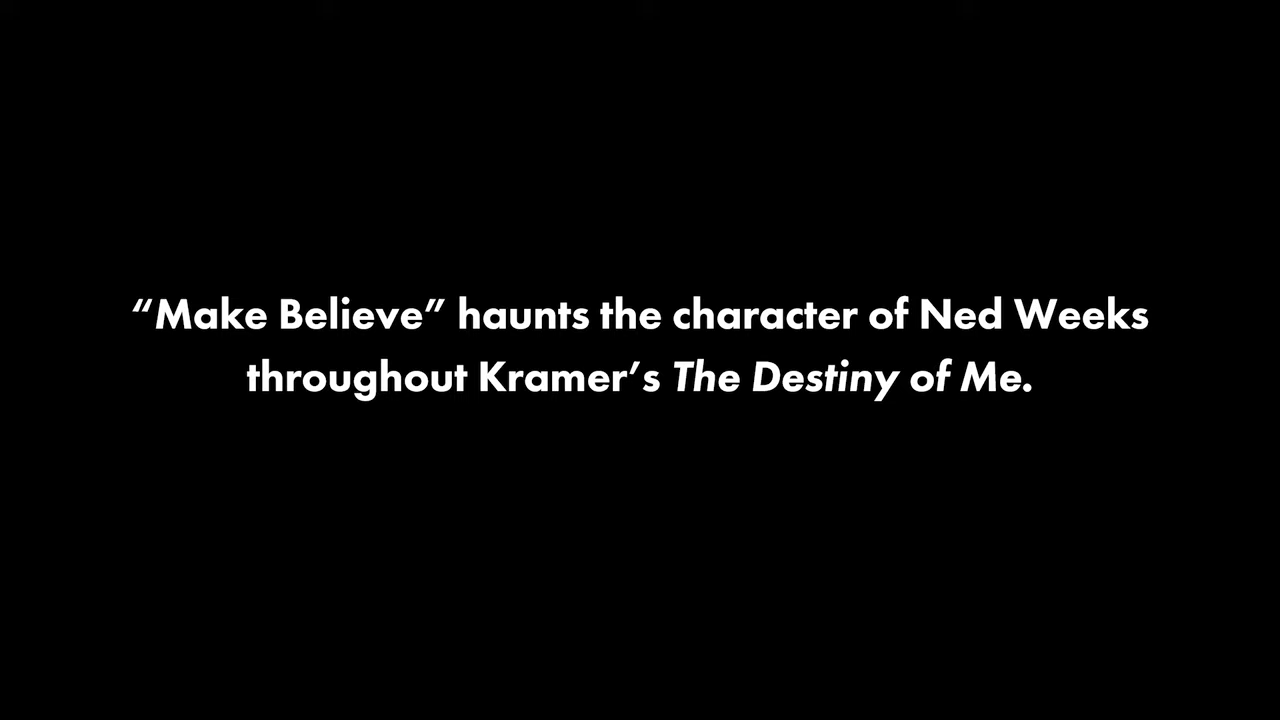 “Make Believe” haunts the character of Ned Weeks
throughout Kramer’s The Destiny of Me.